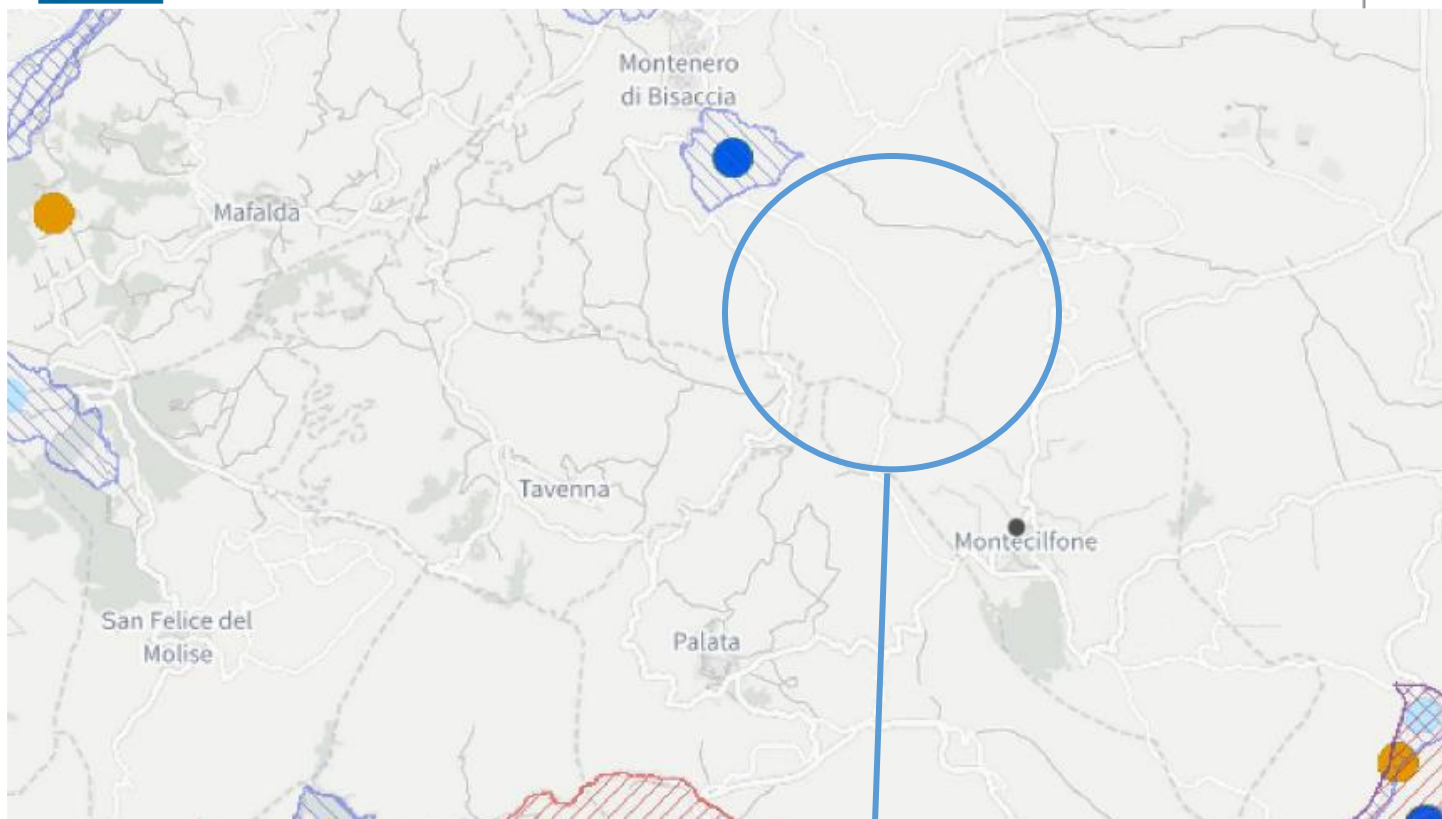 Montenero
di Bisaccia
Mafalda
Tavenna
Montecilfone
San Felice del
Molise
Palata